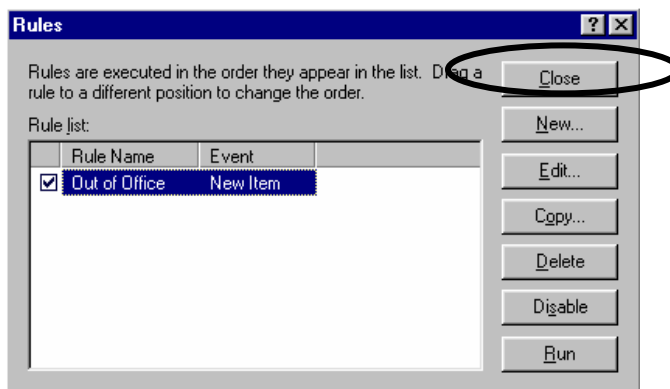 Rules
Rules are executed in the order they appear in the list. Drag a
rule to a different position to change the order.
Rule list:
Rule Name Event
Out of Office New Item
Close
New...
Edit...
Copy...
Delete
Disable
Run